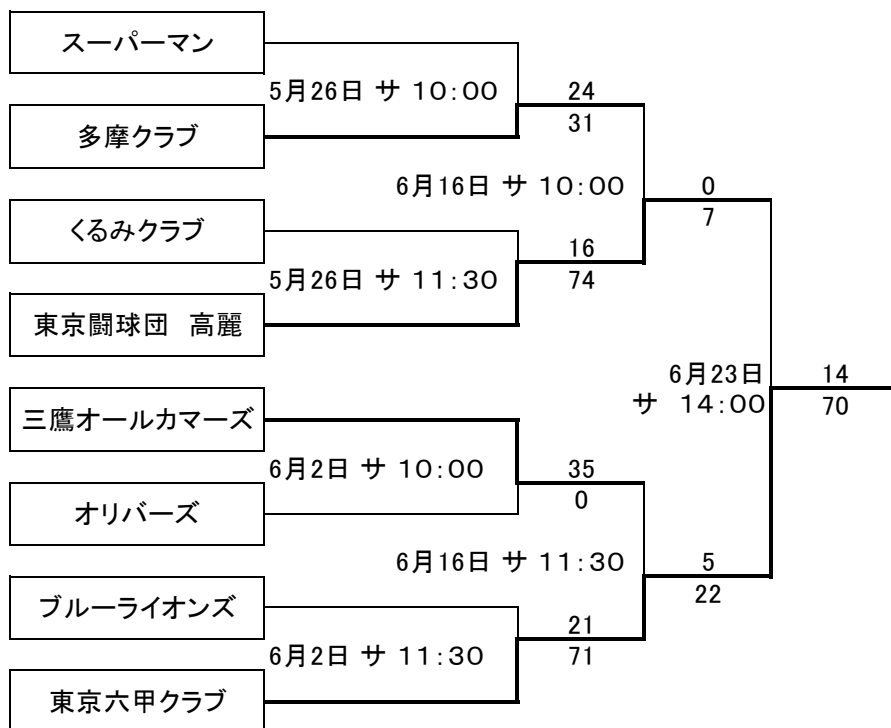 スーパーマン
5月26日 サ 10:00
24
多摩クラブ
31
6月16日 サ 10:00
0
7
くるみクラブ
16
5月26日 サ 11:30
74
東京闘球団　高麗
6月23日
サ 14:00
14
70
三鷹オールカマーズ
6月2日 サ 10:00
35
0
オリバーズ
6月16日 サ 11:30
5
22
ブルーライオンズ
21
6月2日 サ 11:30
71
東京六甲クラブ